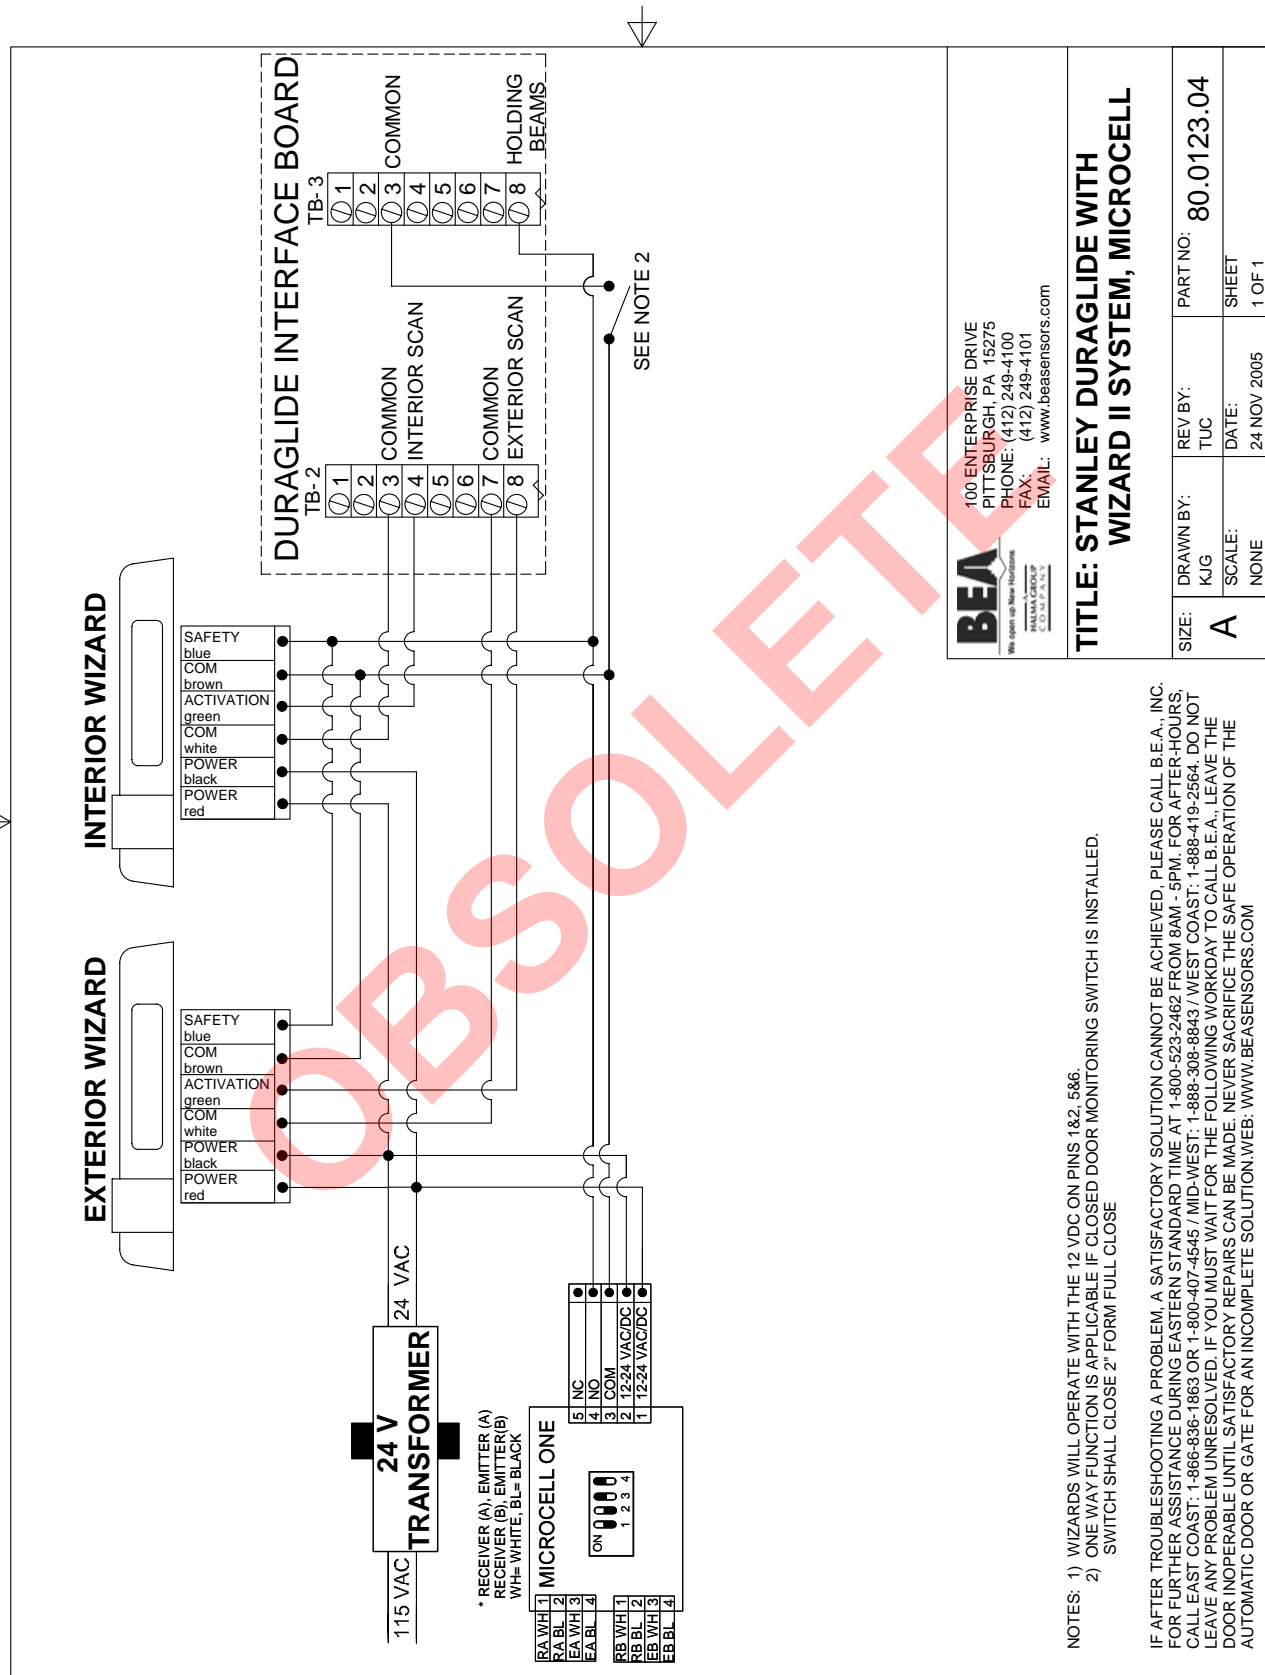 DURAGLIDE INTERFACE BOARD
TB- 3
1
2
3 COMMON
4
5
6
7
8 HOLDING
BEAMS
TB- 2
1
2
3 COMMON
4 INTERIOR SCAN
5
6
7 COMMON
8 EXTERIOR SCAN
SEE NOTE 2
INTERIOR WIZARD
SAFETY
blue
COM
brown
ACTIVATION
green
COM
white
POWER
black
POWER
red
EXTERIOR WIZARD
SAFETY
blue
COM
brown
ACTIVATION
green
COM
white
POWER
black
POWER
red
115 VAC
24 V
TRANSFORMER
24 VAC
* RECEIVER (A), EMITTER (A)
RECEIVER (B), EMITTER(B)
WH= WHITE, BL= BLACK
MICROCELL ONE
RA WH 1
RA BL 2
EA WH 3
EA BL 4
RB WH 1
RB BL 2
EB WH 3
EB BL 4
ON
1 2 3 4
5 NC
4 NO
3 COM
2 12-24 VAC/DC
1 12-24 VAC/DC
OBSOLETE
NOTES: 1) WIZARDS WILL OPERATE WITH THE 12 VDC ON PINS 1&2, 5&6.
2) ONE WAY FUNCTION IS APPLICABLE IF CLOSED DOOR MONITORING SWITCH IS INSTALLED.
SWITCH SHALL CLOSE 2" FORM FULL CLOSE
IF AFTER TROUBLESHOOTING A PROBLEM, A SATISFACTORY SOLUTION CANNOT BE ACHIEVED, PLEASE CALL B.E.A., INC.
FOR FURTHER ASSISTANCE DURING EASTERN STANDARD TIME AT 1-800-523-2462 FROM 8AM - 5PM. FOR AFTER-HOURS,
CALL EAST COAST: 1-866-836-1863 OR 1-800-407-4545 / MID-WEST: 1-888-308-8843 / WEST COAST: 1-888-419-2564. DO NOT
LEAVE ANY PROBLEM UNRESOLVED. IF YOU MUST WAIT FOR THE FOLLOWING WORKDAY TO CALL B.E.A., LEAVE THE
DOOR INOPERABLE UNTIL SATISFACTORY REPAIRS CAN BE MADE. NEVER SACRIFICE THE SAFE OPERATION OF THE
AUTOMATIC DOOR OR GATE FOR AN INCOMPLETE SOLUTION.WEB: WWW.BEASENSORS.COM
BEA
We open up New Horizons
A
HALMA GROUP
COMPANY
100 ENTERPRISE DRIVE
PITTSBURGH, PA 15275
PHONE: (412) 249-4100
FAX: (412) 249-4101
EMAIL: www.beasensors.com
TITLE: STANLEY DURAGLIDE WITH
WIZARD II SYSTEM, MICROCELL
SIZE:
A
DRAWN BY:
KJG
REV BY:
TUC
PART NO:
80.0123.04
SCALE:
NONE
DATE:
24 NOV 2005
SHEET
1 OF 1